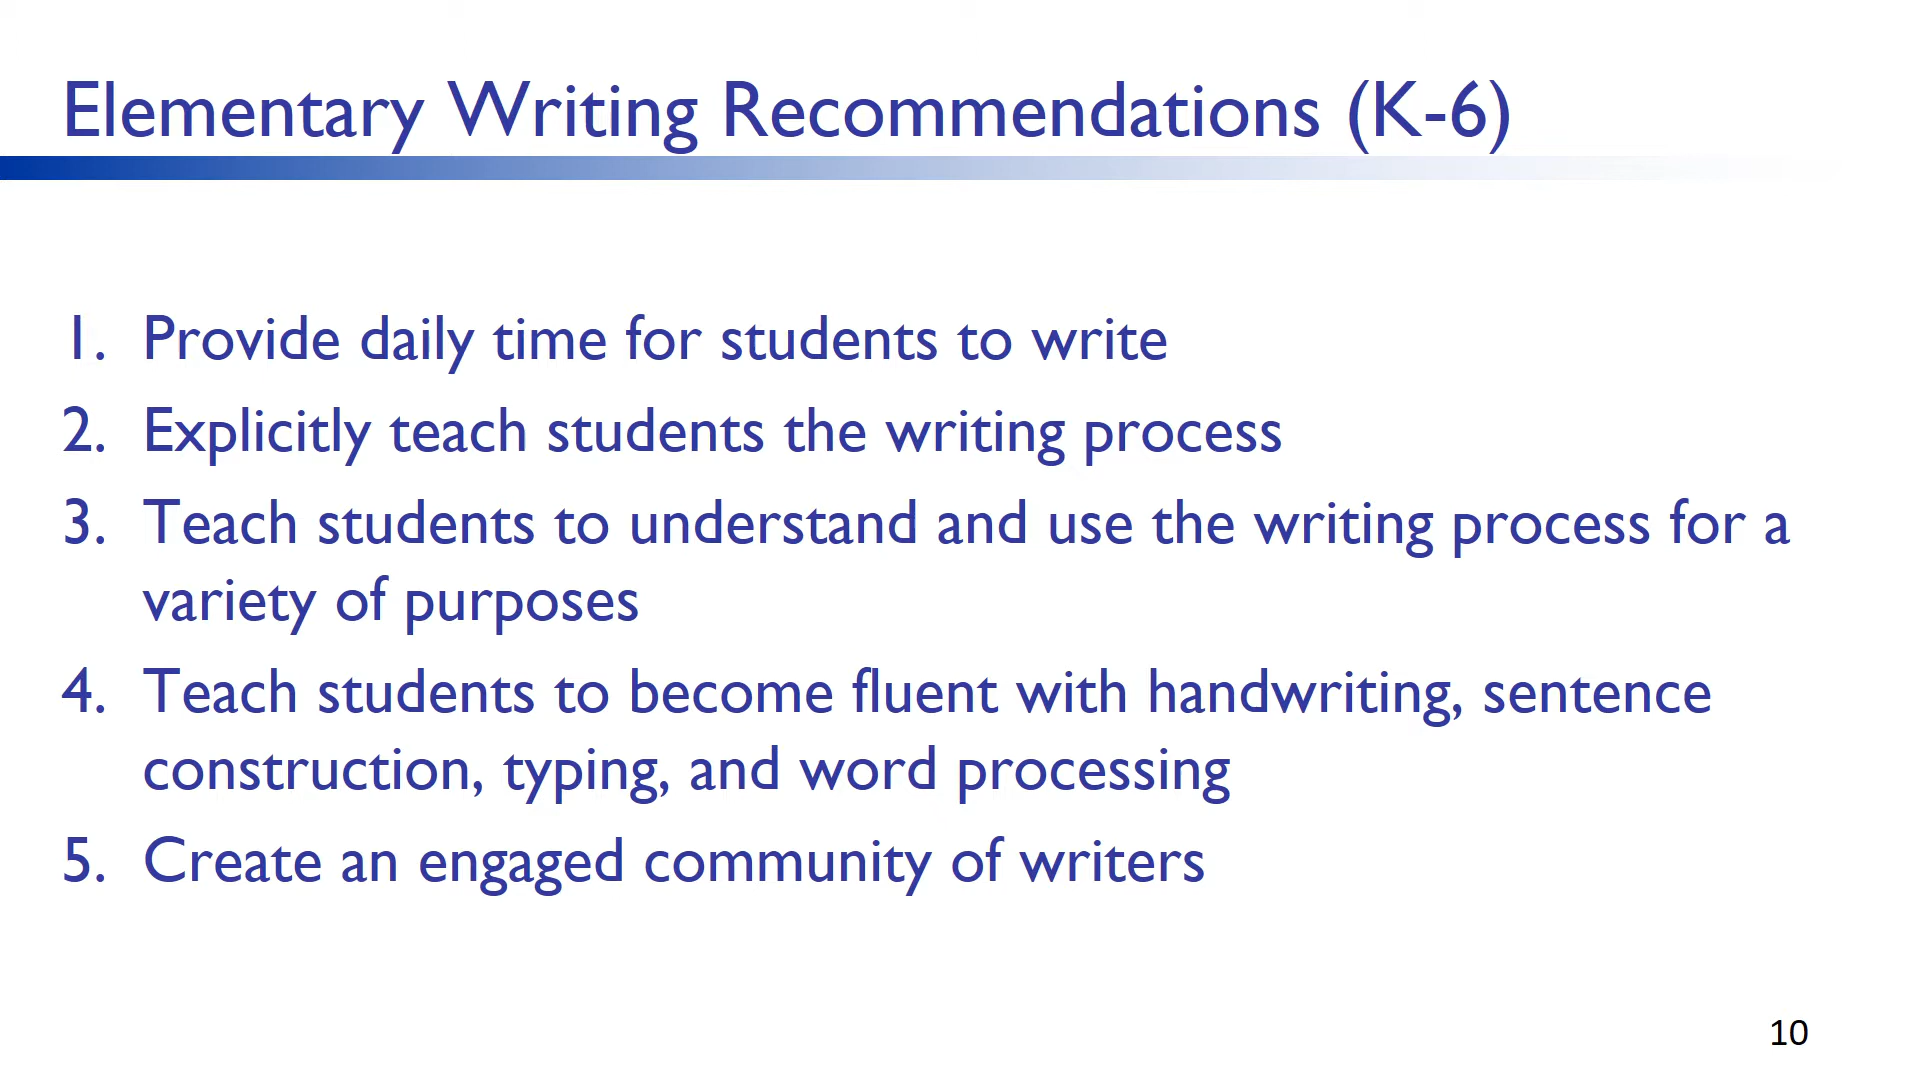 Elementary Writing Recommendations (K-6)
1. Provide daily time for students to write
2. Explicitly teach students the writing process
3. Teach students to understand and use the writing process for a
variety of purposes
4. Teach students to become fluent with handwriting, sentence
construction, typing, and word processing
5. Create an engaged community of writers
10